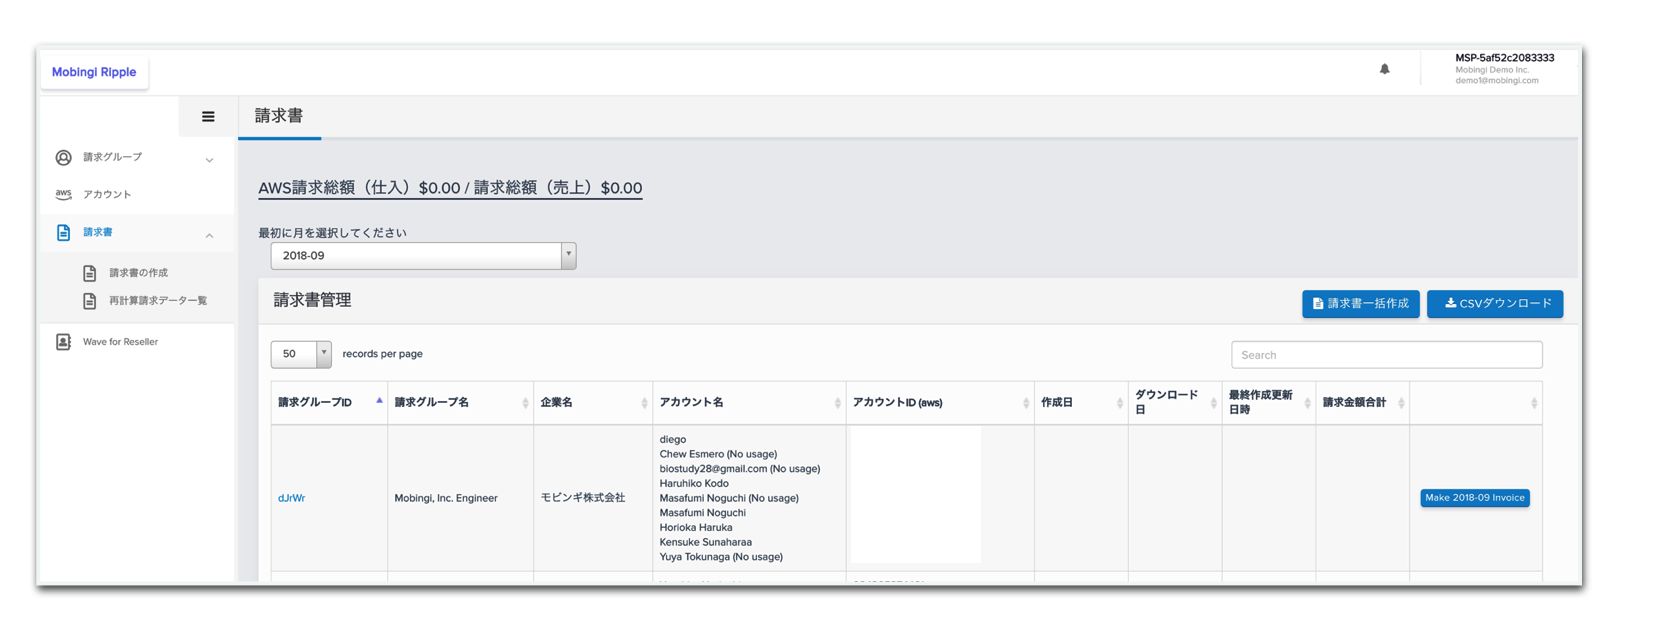 Mobingi Ripple
MSP-5af52c2083333
Mobingi Demo Inc.
demo1@mobingi.com
請求書
請求グループ
aws アカウント
請求書
請求書の作成
再計算請求データ一覧
Wave for Reseller
AWS請求総額（仕入）$0.00 / 請求総額（売上）$0.00
最初に月を選択してください
2018-09
請求書管理
請求書一括作成
CSVダウンロード
50 records per page
Search
請求グループID
請求グループ名
企業名
アカウント名
アカウントID (aws)
作成日
ダウンロード
日
最終作成更新
日時
請求金額合計
dJrWr
Mobingi, Inc. Engineer
モビンギ株式会社
diego
Chew Esmero (No usage)
biostudy28@gmail.com (No usage)
Haruhiko Kodo
Masafumi Noguchi (No usage)
Masafumi Noguchi
Horioka Haruka
Kensuke Sunaharaa
Yuya Tokunaga (No usage)
Make 2018-09 Invoice